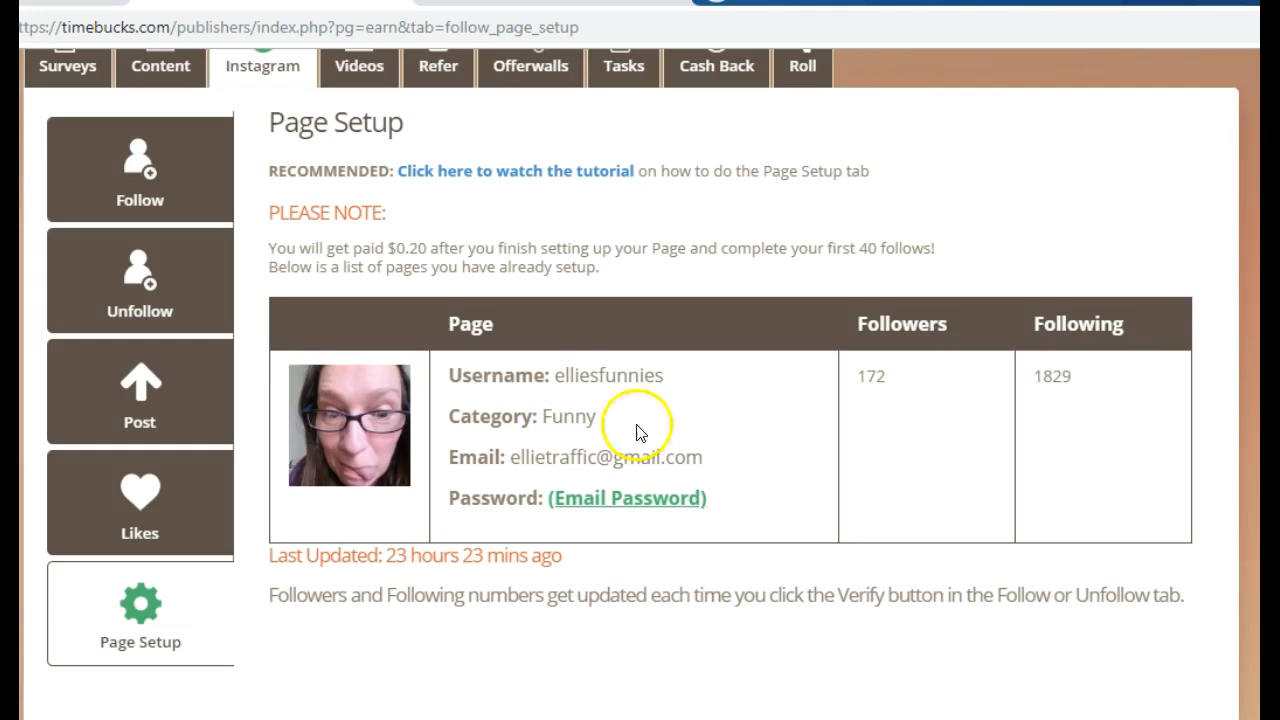 ttps://timebucks.com/publishers/index.php?pg=earn&tab=follow_page_setup
Surveys Content Instagram Videos Refer Offerwalls Tasks Cash Back Roll
Follow
Unfollow
Post
Likes
Page Setup
Page Setup
RECOMMENDED: Click here to watch the tutorial on how to do the Page Setup tab
PLEASE NOTE:
You will get paid $0.20 after you finish setting up your Page and complete your first 40 follows!
Below is a list of pages you have already setup.
Page Followers Following
Username: elliesfunnies 172 1829
Category: Funny
Email: ellietraffic@gmail.com
Password: (Email Password)
Last Updated: 23 hours 23 mins ago
Followers and Following numbers get updated each time you click the Verify button in the Follow or Unfollow tab.